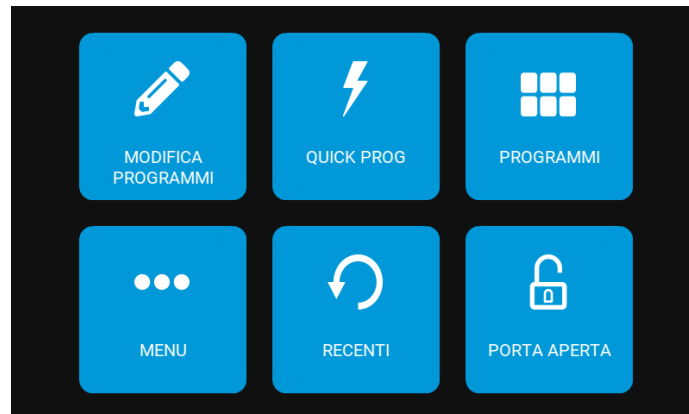 MODIFICA
PROGRAMMI
QUICK PROG
PROGRAMMI
MENU
RECENTI
PORTA APERTA